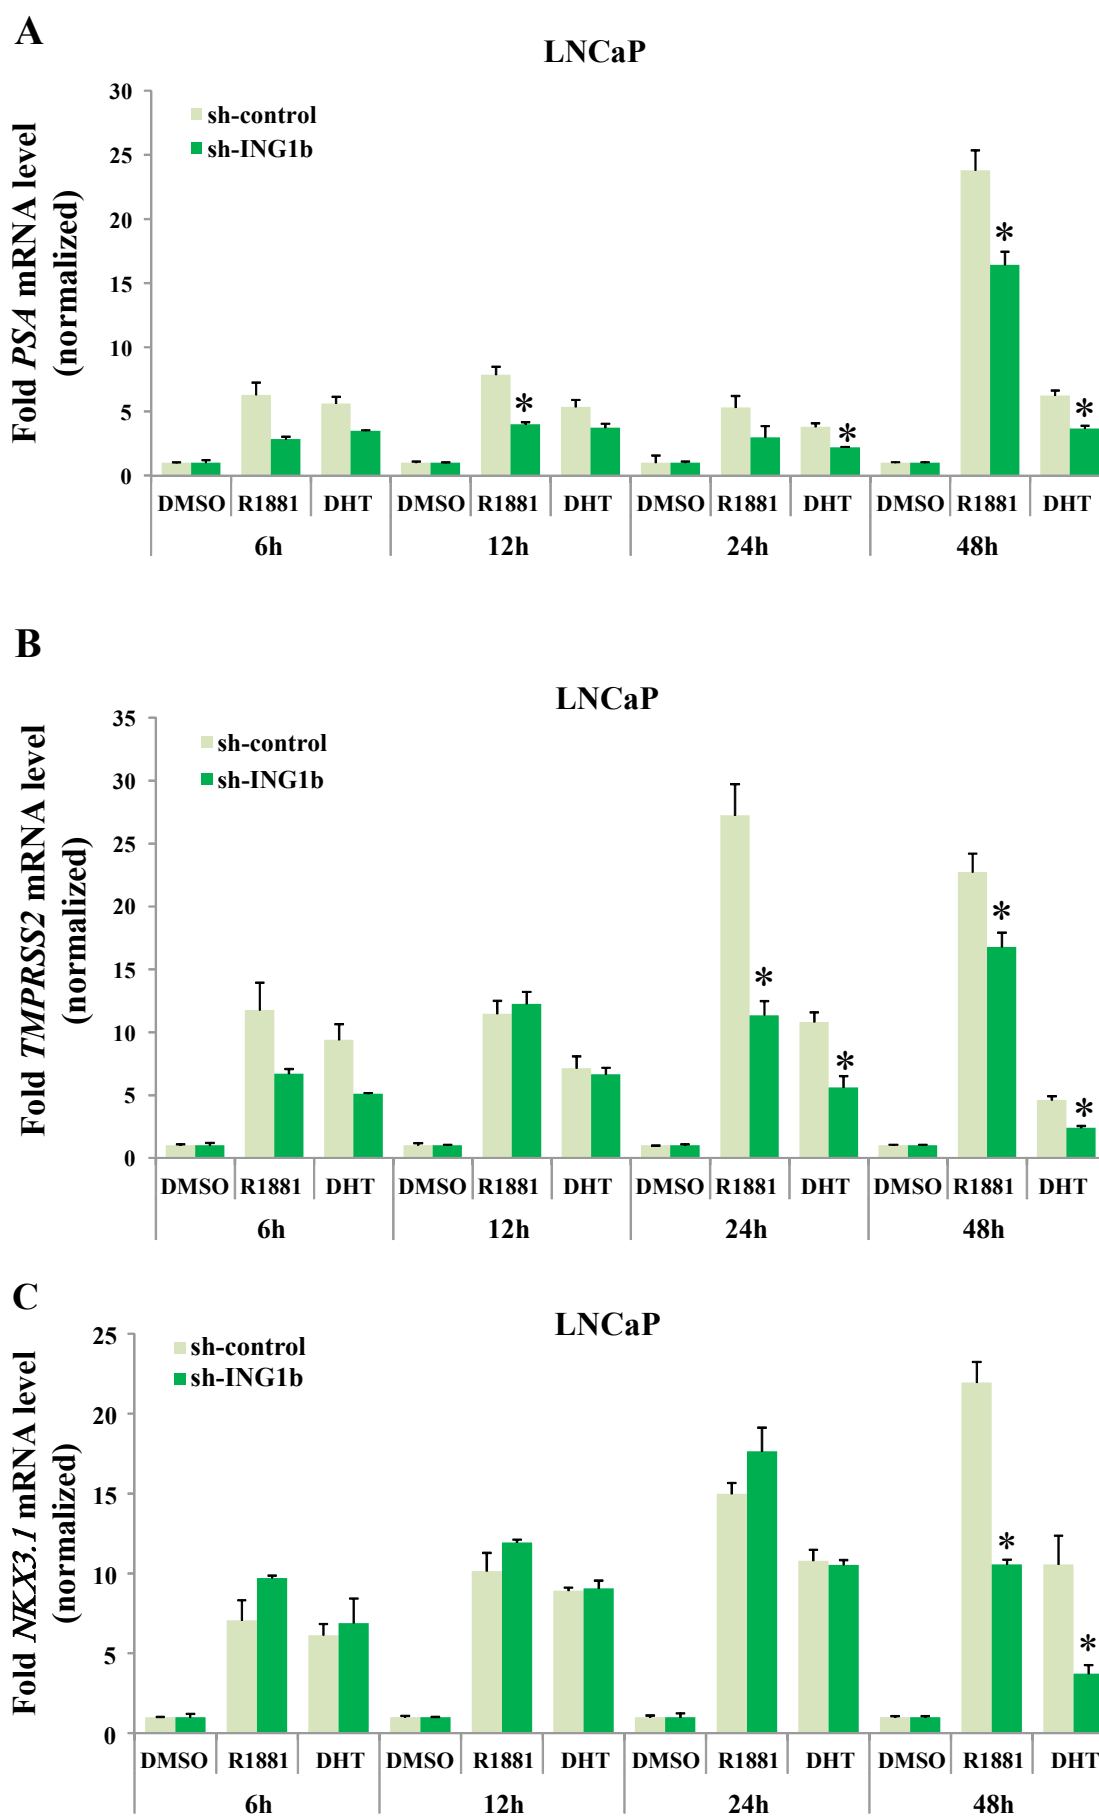 A
LNCaP
Fold PSA mRNA level
(normalized)
30
25
20
15
10
5
0
sh-control
sh-ING1b
*
*
*
*
DMSO R1881 DHT DMSO R1881 DHT DMSO R1881 DHT DMSO R1881 DHT
6h 12h 24h 48h
B
LNCaP
Fold TMPRSS2 mRNA level
(normalized)
35
30
25
20
15
10
5
0
sh-control
sh-ING1b
*
*
*
*
DMSO R1881 DHT DMSO R1881 DHT DMSO R1881 DHT DMSO R1881 DHT
6h 12h 24h 48h
C
LNCaP
Fold NKX3.1 mRNA level
(normalized)
25
20
15
10
5
0
sh-control
sh-ING1b
*
*
DMSO R1881 DHT DMSO R1881 DHT DMSO R1881 DHT DMSO R1881 DHT
6h 12h 24h 48h